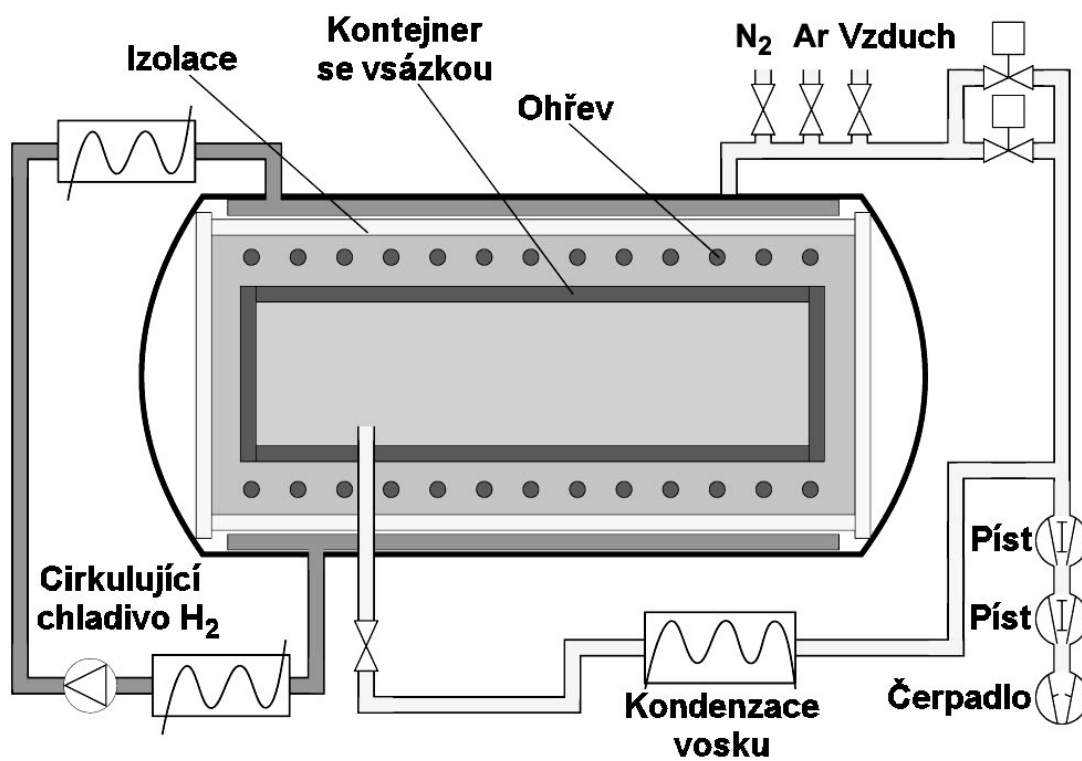 Kontejner
se vsázkou
Izolace
N₂ Ar Vzduch
Ohřev
Cirkulující
chladivo H₂
Píst
Píst
Čerpadlo
Kondenzace
vosku